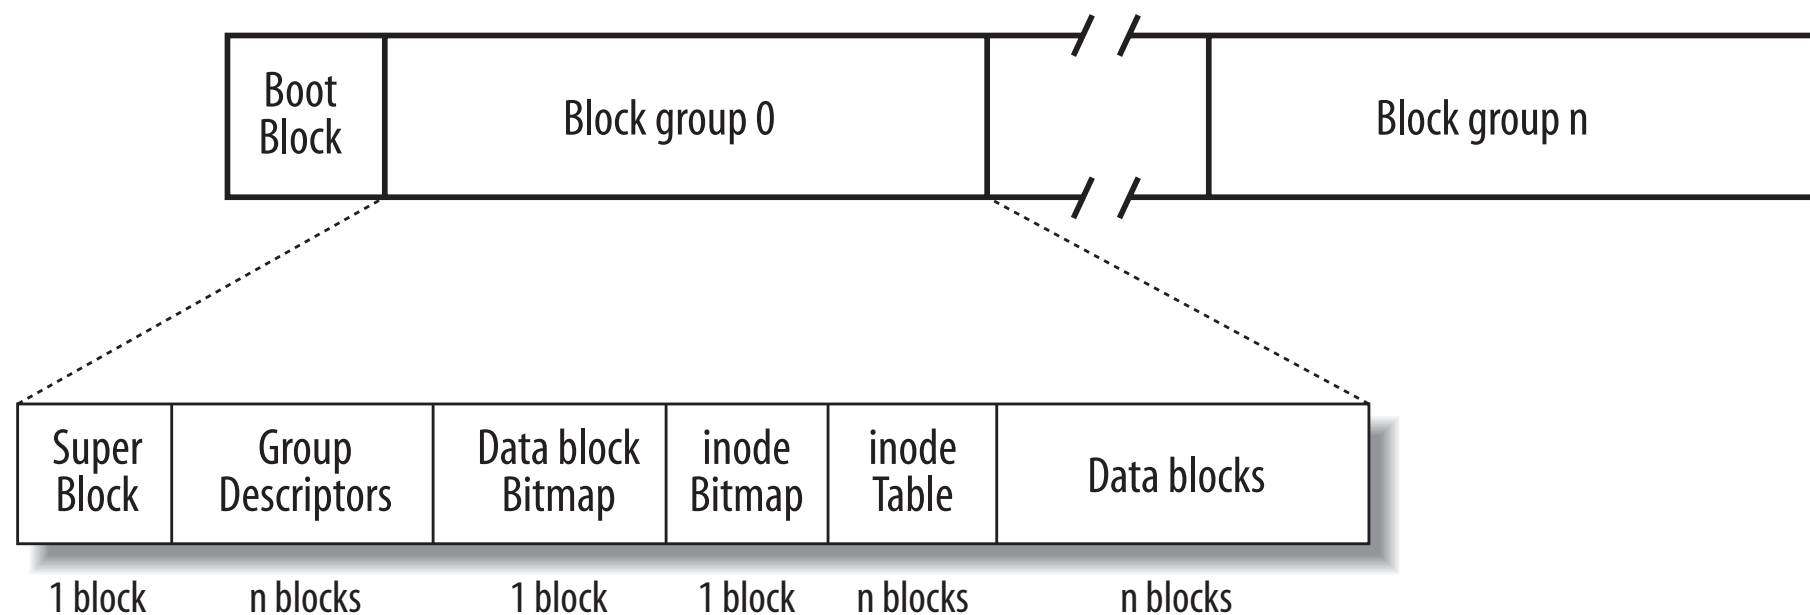 Boot
Block
Block group 0
Block group n
Super
Block
Group
Descriptors
Data block
Bitmap
inode
Bitmap
inode
Table
Data blocks
1 block
n blocks
1 block
1 block
n blocks
n blocks